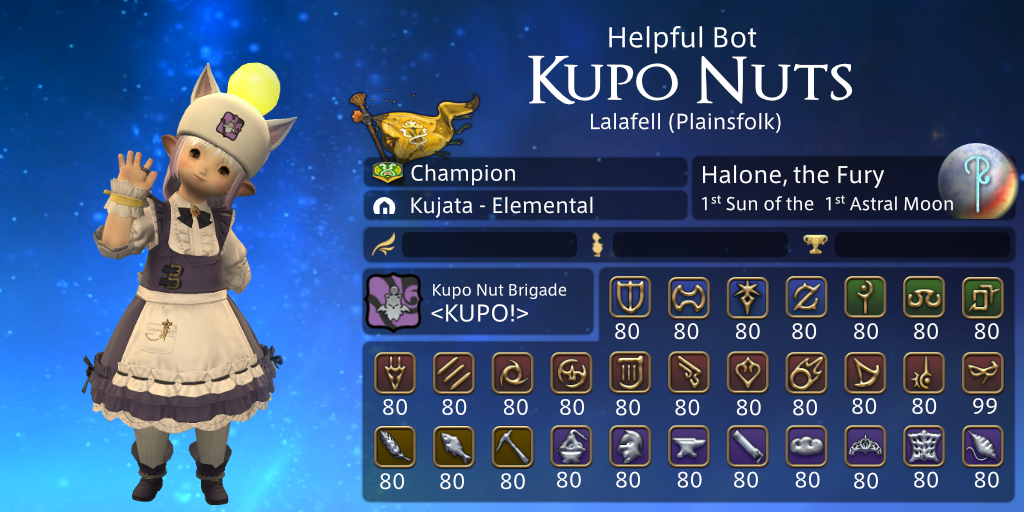 Helpful Bot
Kupo Nuts
Lalafell (Plainsfolk)
Champion
Halone, the Fury
Kujata - Elemental
1st Sun of the 1st Astral Moon
Kupo Nut Brigade
<KUPO!>
80 80 80 80 80 80 80
80 80 80 80 80 80 80 80 80 80 99
80 80 80 80 80 80 80 80 80 80 80